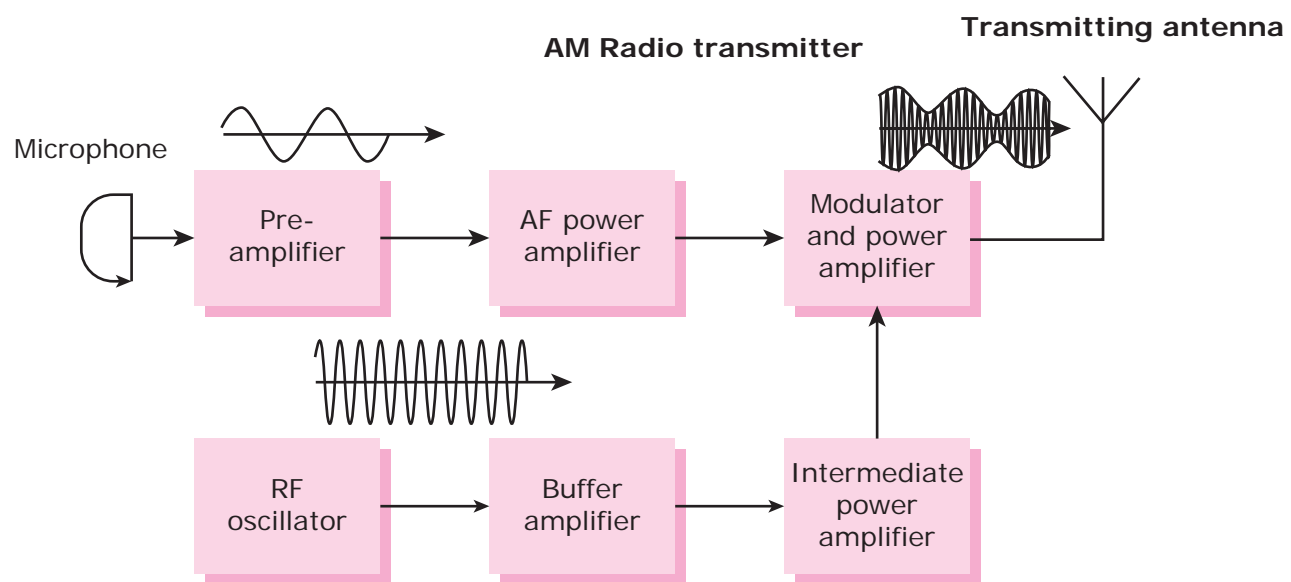 Transmitting antenna
AM Radio transmitter
Microphone
Pre-
amplifier
AF power
amplifier
Modulator
and power
amplifier
RF
oscillator
Buffer
amplifier
Intermediate
power
amplifier